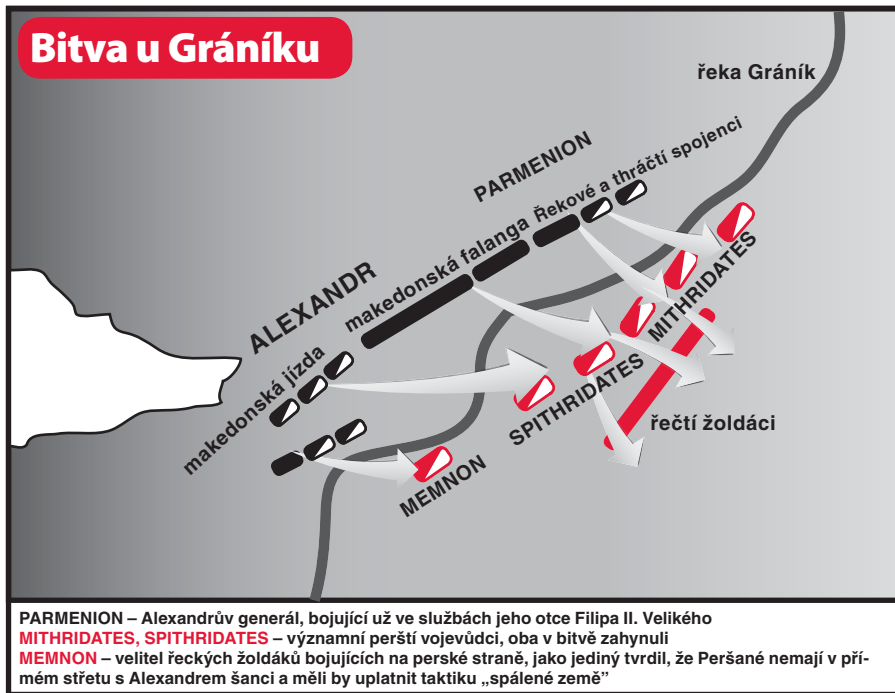 Bitva u Gráníku
řeka Gráník
PARMENION
Řekové a thráčtí spojenci
makedonská falanga
ALEXANDR
makedonská jízda
MITHRIDATES
SPITHRIDATES
řečtí žoldáci
MEMNON
PARMENION – Alexandrův generál, bojující už ve službách jeho otce Filipa II. Velikého
MITHRIDATES, SPITHRIDATES – významní perští vojevůdci, oba v bitvě zahynuli
MEMNON – velitel řeckých žoldáků bojujících na perské straně, jako jediný tvrdil, že Peršané nemají v pří-
mém střetu s Alexandrem šanci a měli by uplatnit taktiku „spálené země”